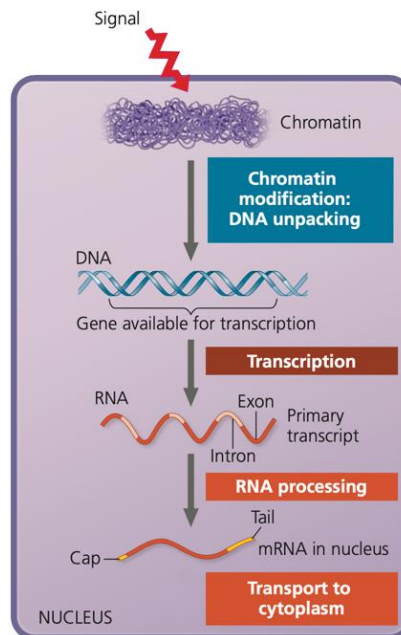 Signal
Chromatin
Chromatin
modification:
DNA unpacking
DNA
Gene available for transcription
Transcription
RNA
Exon
Primary
transcript
Intron
RNA processing
Tail
Cap
mRNA in nucleus
Transport to
cytoplasm
NUCLEUS